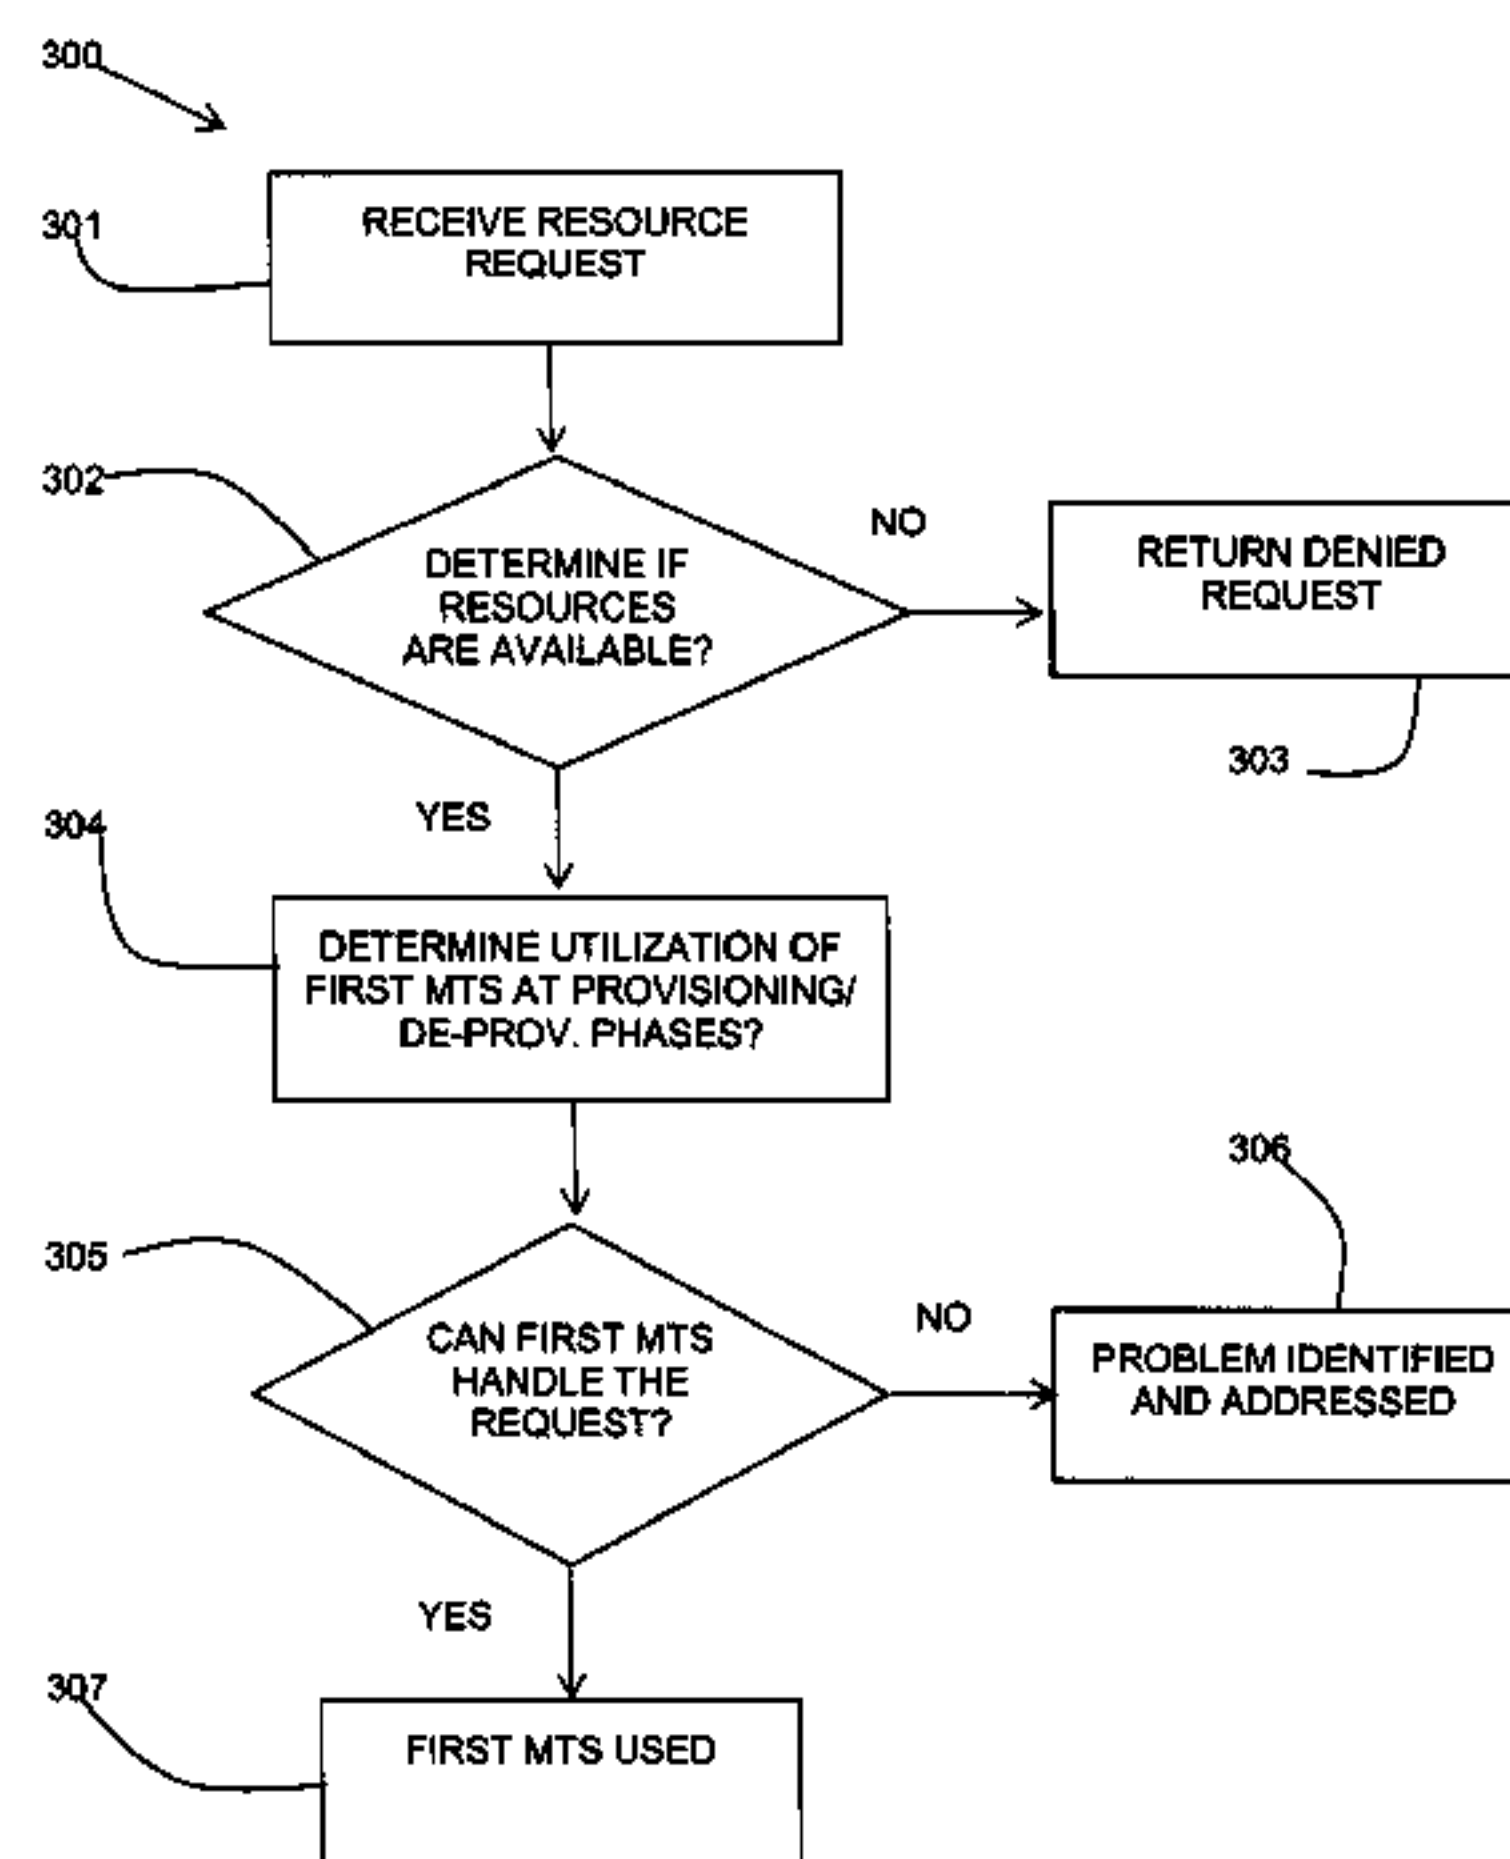 300
301
RECEIVE RESOURCE
REQUEST
302
DETERMINE IF
RESOURCES
ARE AVAILABLE?
NO
RETURN DENIED
REQUEST
303
YES
304
DETERMINE UTILIZATION OF
FIRST MTS AT PROVISIONING/
DE-PROV. PHASES?
305
CAN FIRST MTS
HANDLE THE
REQUEST?
NO
306
PROBLEM IDENTIFIED
AND ADDRESSED
YES
307
FIRST MTS USED